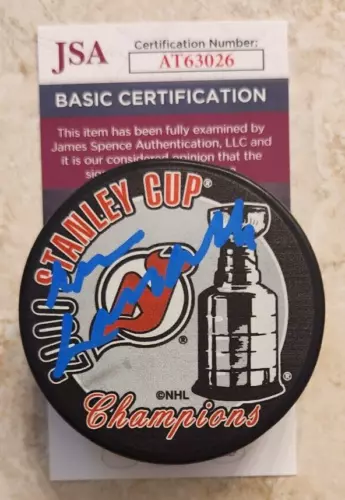 JSA
Certification Number:
AT63026
BASIC CERTIFICATION
This item has been fully examined by
James Spence Authentication, LLC and
it is our considered opinion that the
STANLEY CUP®
®
®
©NHL
Champions